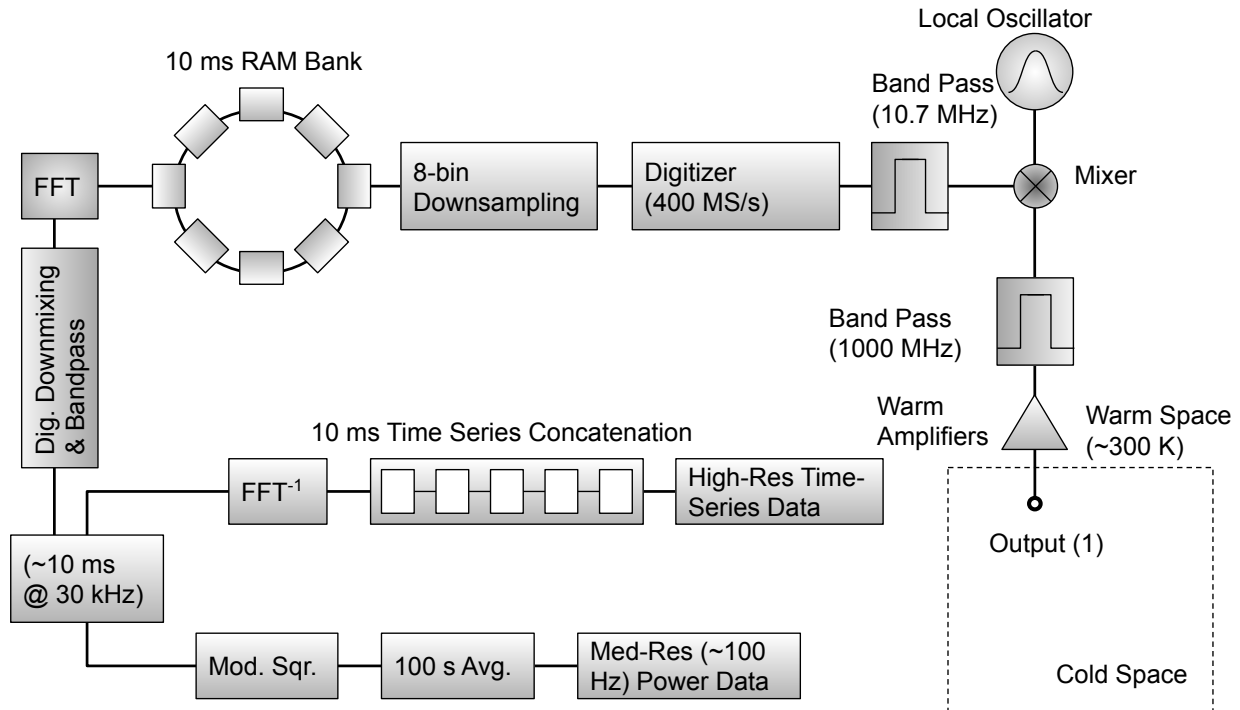 Local Oscillator
10 ms RAM Bank
Band Pass
(10.7 MHz)
FFT
8-bin
Downsampling
Digitizer
(400 MS/s)
Mixer
Dig. Downmixing
& Bandpass
Band Pass
(1000 MHz)
Warm
Amplifiers
Warm Space
(~300 K)
10 ms Time Series Concatenation
FFT-1
High-Res Time-
Series Data
Output (1)
(~10 ms
@ 30 kHz)
Mod. Sqr.
100 s Avg.
Med-Res (~100
Hz) Power Data
Cold Space